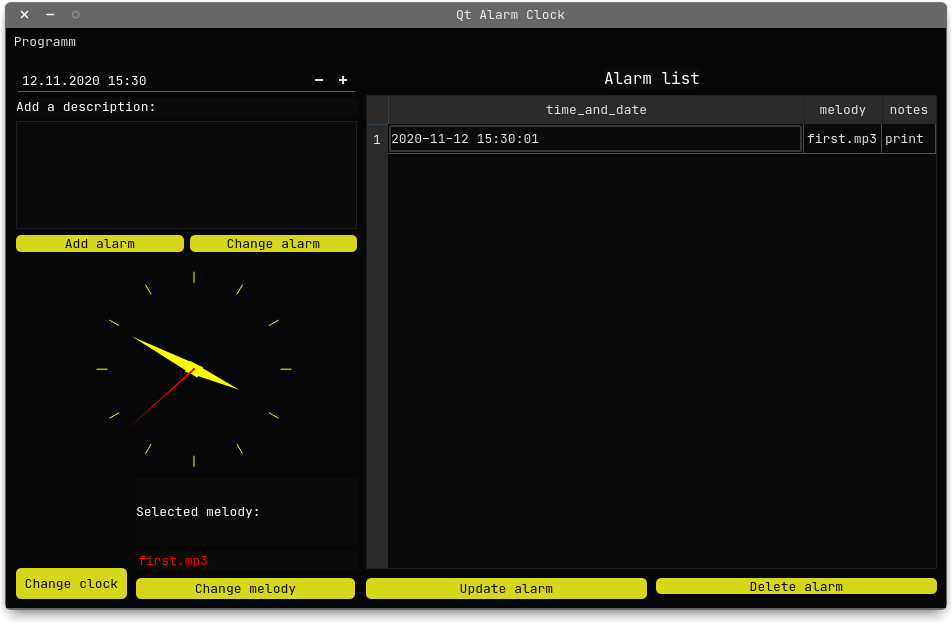 Qt Alarm Clock
Programm
12.11.2020 15:30
Add a description:
Add alarm
Change alarm
Selected melody:
first.mp3
Change clock
Change melody
Alarm list
time_and_date melody notes
1 2020-11-12 15:30:01 first.mp3 print
Update alarm
Delete alarm